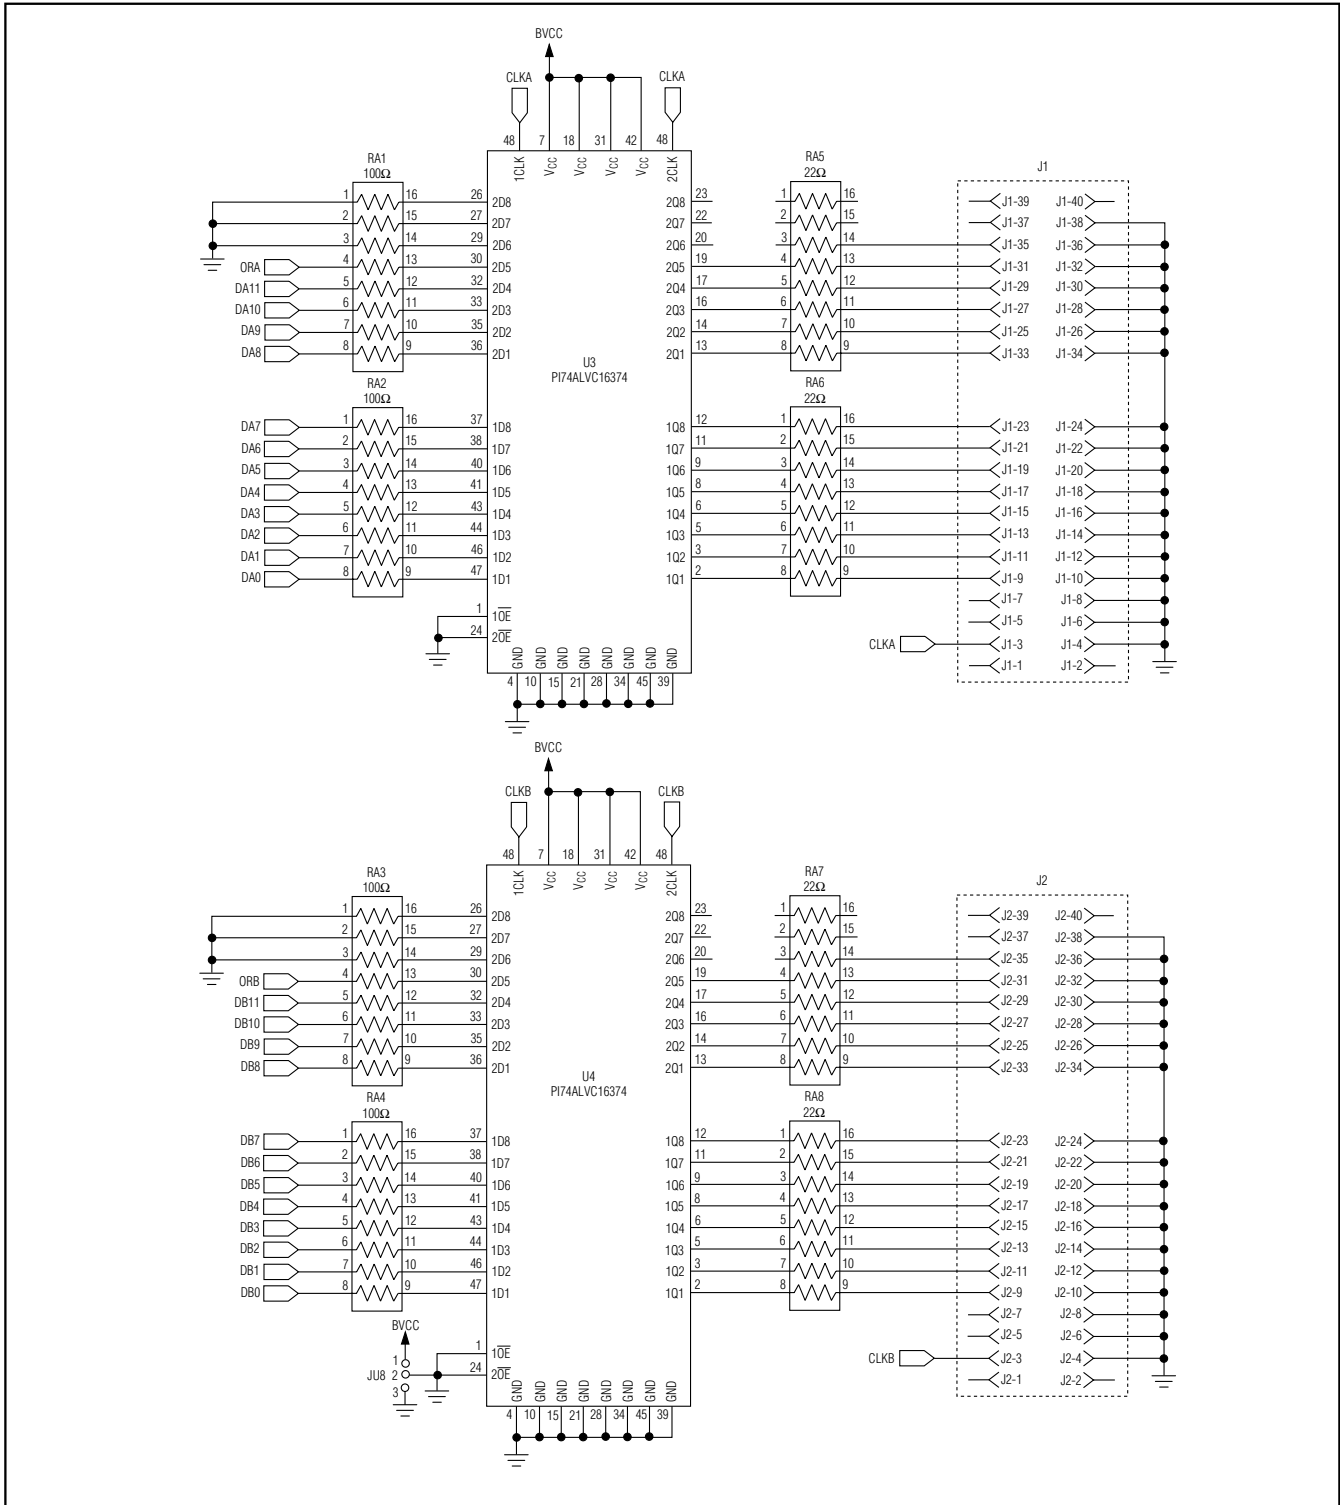 BVCC
CLKA CLKA
48 7 18 31 42 48
1CLK VCC VCC VCC VCC 2CLK
RA1
100Ω
RA5
22Ω
J1
1 16 26 2D8 2Q8 23 1 16 J1-39 J1-40
2 15 27 2D7 2Q7 22 2 15 J1-37 J1-38
3 14 29 2D6 2Q6 20 3 14 J1-35 J1-36
ORA 4 13 30 2D5 2Q5 19 4 13 J1-31 J1-32
DA11 5 12 32 2D4 2Q4 17 5 12 J1-29 J1-30
DA10 6 11 33 2D3 2Q3 16 6 11 J1-27 J1-28
DA9 7 10 35 2D2 2Q2 14 7 10 J1-25 J1-26
DA8 8 9 36 2D1 2Q1 13 8 9 J1-33 J1-34
U3
PI74ALVC16374
RA2
100Ω
RA6
22Ω
DA7 1 16 37 1D8 1Q8 12 1 16 J1-23 J1-24
DA6 2 15 38 1D7 1Q7 11 2 15 J1-21 J1-22
DA5 3 14 40 1D6 1Q6 9 3 14 J1-19 J1-20
DA4 4 13 41 1D5 1Q5 8 4 13 J1-17 J1-18
DA3 5 12 43 1D4 1Q4 6 5 12 J1-15 J1-16
DA2 6 11 44 1D3 1Q3 5 6 11 J1-13 J1-14
DA1 7 10 46 1D2 1Q2 3 7 10 J1-11 J1-12
DA0 8 9 47 1D1 1Q1 2 8 9 J1-9 J1-10
J1-7 J1-8
1 1OE J1-5 J1-6
24 2OE CLKA J1-3 J1-4
J1-1 J1-2
GND GND GND GND GND GND GND GND
4 10 15 21 28 34 45 39
BVCC
CLKB CLKB
48 7 18 31 42 48
1CLK VCC VCC VCC VCC 2CLK
RA3
100Ω
RA7
22Ω
J2
1 16 26 2D8 2Q8 23 1 16 J2-39 J2-40
2 15 27 2D7 2Q7 22 2 15 J2-37 J2-38
3 14 29 2D6 2Q6 20 3 14 J2-35 J2-36
ORB 4 13 30 2D5 2Q5 19 4 13 J2-31 J2-32
DB11 5 12 32 2D4 2Q4 17 5 12 J2-29 J2-30
DB10 6 11 33 2D3 2Q3 16 6 11 J2-27 J2-28
DB9 7 10 35 2D2 2Q2 14 7 10 J2-25 J2-26
DB8 8 9 36 2D1 2Q1 13 8 9 J2-33 J2-34
U4
PI74ALVC16374
RA4
100Ω
RA8
22Ω
DB7 1 16 37 1D8 1Q8 12 1 16 J2-23 J2-24
DB6 2 15 38 1D7 1Q7 11 2 15 J2-21 J2-22
DB5 3 14 40 1D6 1Q6 9 3 14 J2-19 J2-20
DB4 4 13 41 1D5 1Q5 8 4 13 J2-17 J2-18
DB3 5 12 43 1D4 1Q4 6 5 12 J2-15 J2-16
DB2 6 11 44 1D3 1Q3 5 6 11 J2-13 J2-14
DB1 7 10 46 1D2 1Q2 3 7 10 J2-11 J2-12
DB0 8 9 47 1D1 1Q1 2 8 9 J2-9 J2-10
J2-7 J2-8
BVCC J2-5 J2-6
1 1 1OE CLKB J2-3 J2-4
JU8 2 24 2OE J2-1 J2-2
3
GND GND GND GND GND GND GND GND
4 10 15 21 28 34 45 39